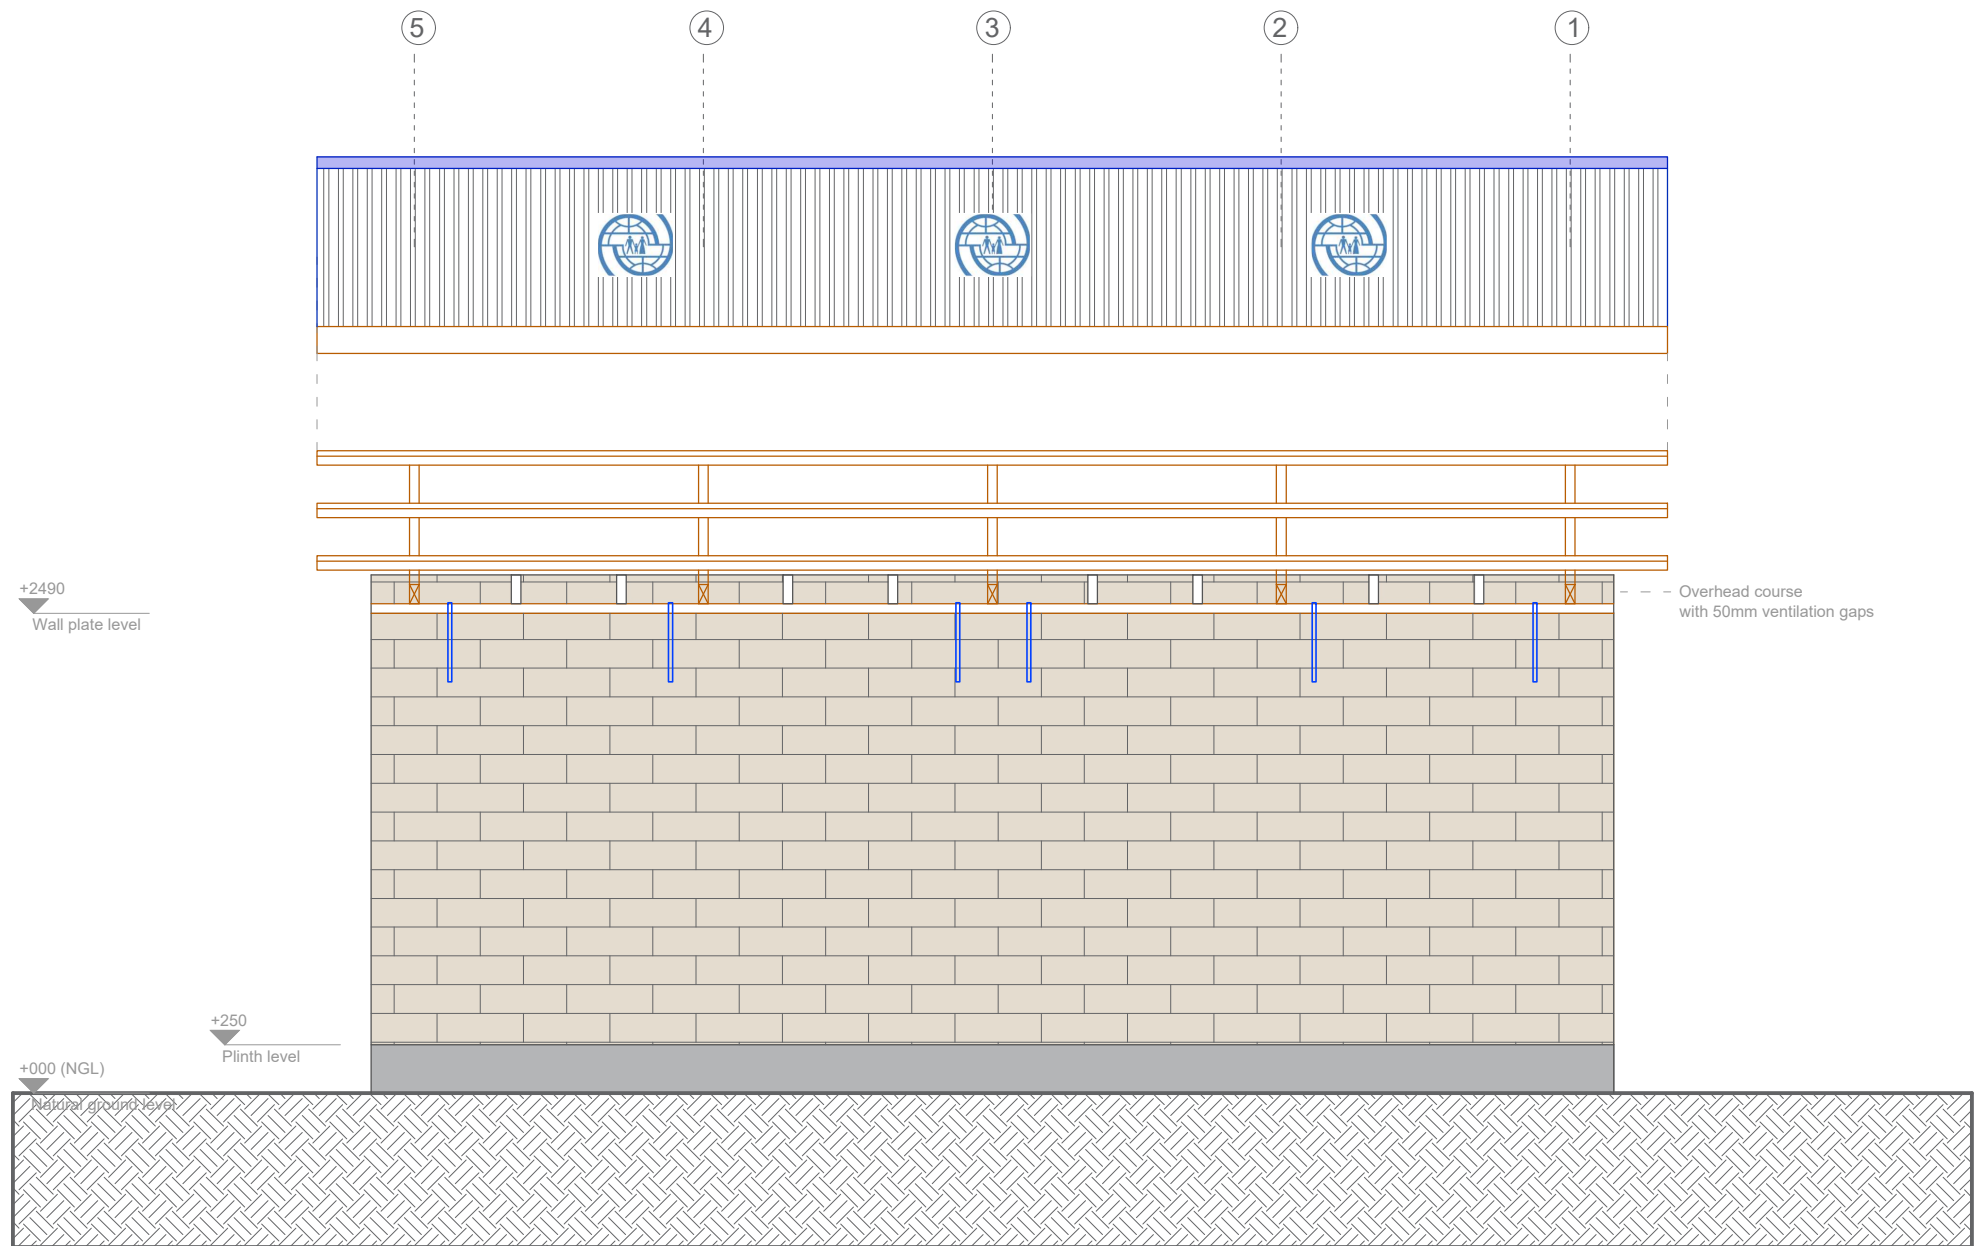 5 4 3 2 1
+2490
Wall plate level
Overhead course
with 50mm ventilation gaps
+250
Plinth level
+000 (NGL)
Natural ground level